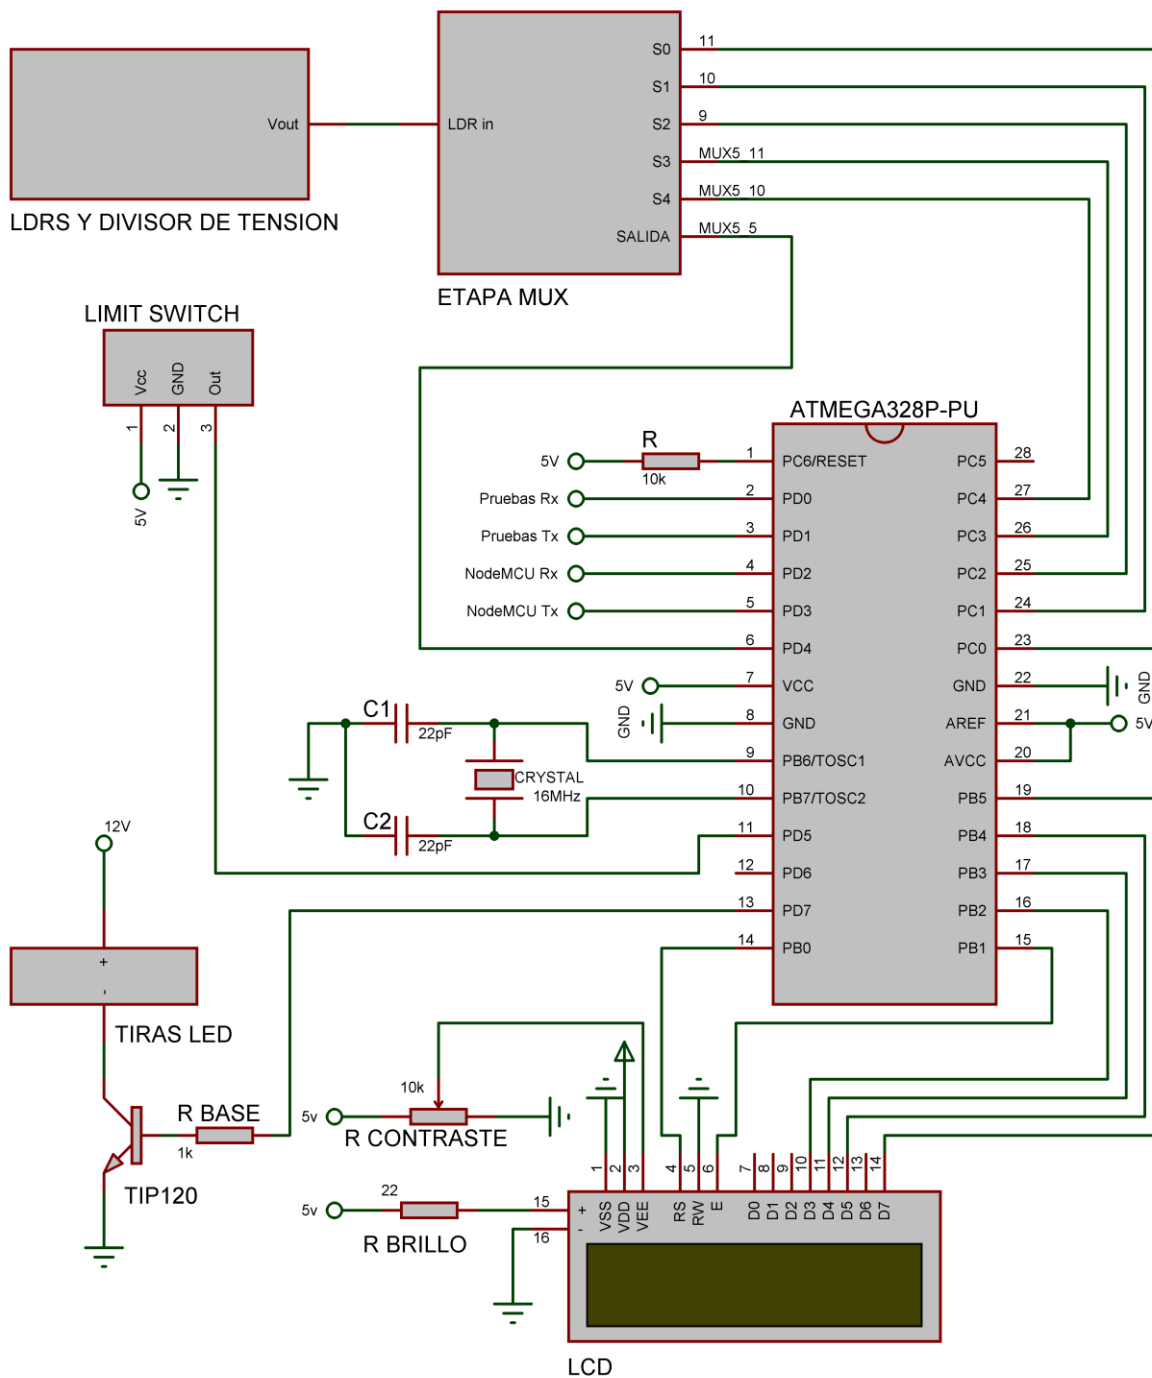 Vout
LDRS Y DIVISOR DE TENSION
LDR in
S0 11
S1 10
S2 9
S3 MUX5_11
S4 MUX5_10
SALIDA MUX5_5
ETAPA MUX
LIMIT SWITCH
Vcc GND Out
1 2 3
5V
ATMEGA328P-PU
5V R 10k 1 PC6/RESET
Pruebas Rx 2 PD0
Pruebas Tx 3 PD1
NodeMCU Rx 4 PD2
NodeMCU Tx 5 PD3
6 PD4
5V 7 VCC
GND 8 GND
9 PB6/TOSC1
10 PB7/TOSC2
11 PD5
12 PD6
13 PD7
14 PB0
PC5 28
PC4 27
PC3 26
PC2 25
PC1 24
PC0 23
GND 22 GND
AREF 21 5V
AVCC 20
PB5 19
PB4 18
PB3 17
PB2 16
PB1 15
C1
22pF
CRYSTAL
16MHz
C2
22pF
12V
+
-
TIRAS LED
R BASE
1k
TIP120
10k
5v
R CONTRASTE
22
5v
R BRILLO
15 +
16 -
1 2 3 4 5 6 7 8 9 10 11 12 13 14
VSS VDD VEE RS RW E D0 D1 D2 D3 D4 D5 D6 D7
LCD